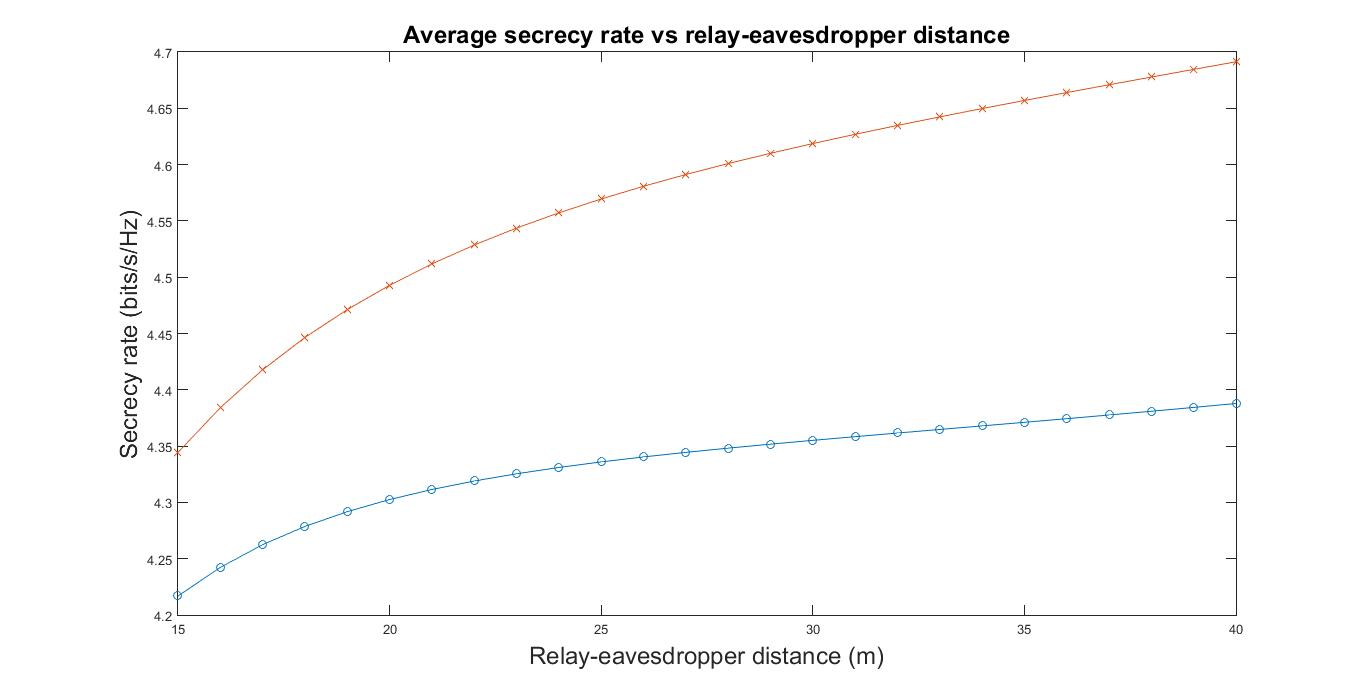 Average secrecy rate vs relay-eavesdropper distance
4.7
4.65
4.6
4.55
4.5
4.45
4.4
4.35
4.3
4.25
4.2
Secrecy rate (bits/s/Hz)
15 20 25 30 35 40
Relay-eavesdropper distance (m)